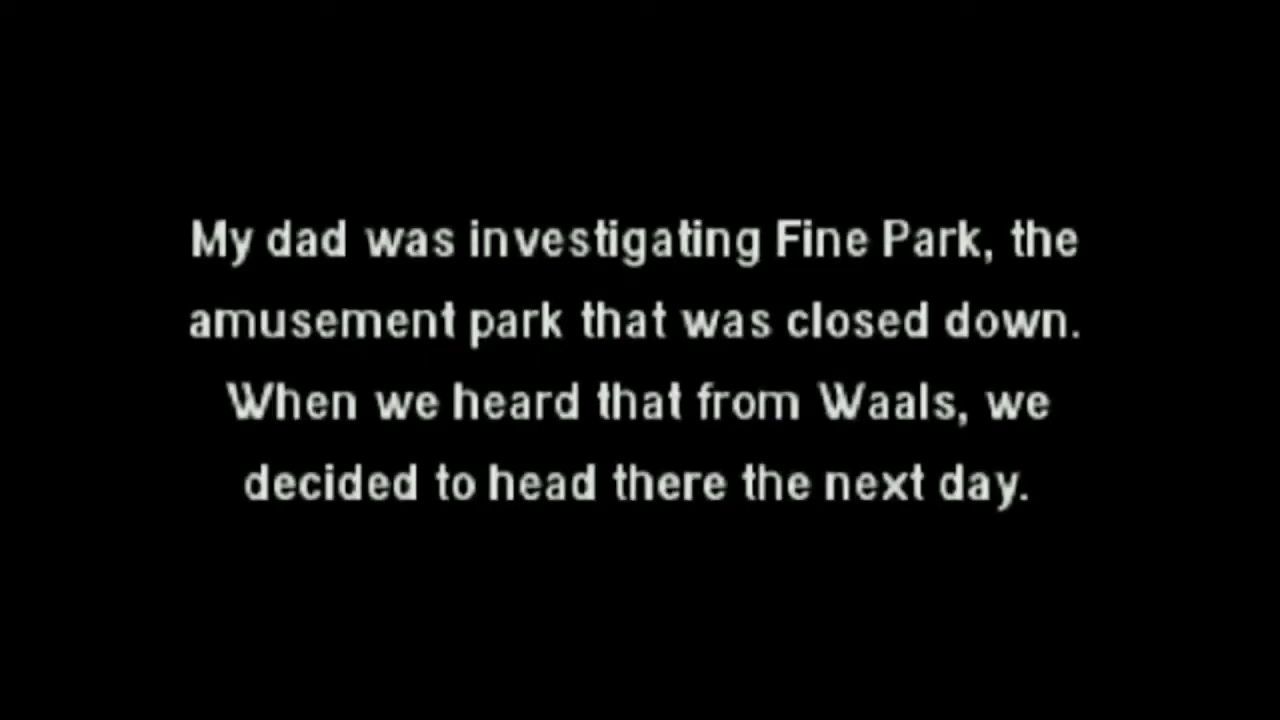 My dad was investigating Fine Park, the
amusement park that was closed down.
When we heard that from Waals, we
decided to head there the next day.